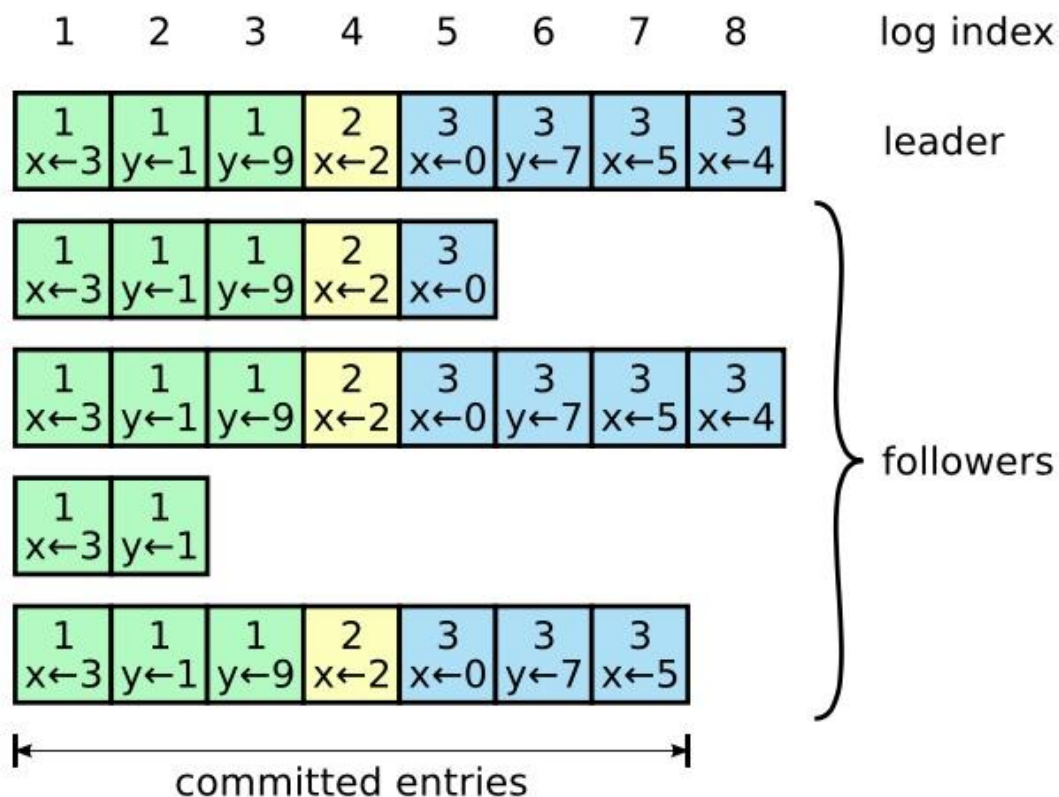 1 2 3 4 5 6 7 8 log index
1 1 1 2 3 3 3 3
x←3 y←1 y←9 x←2 x←0 y←7 x←5 x←4
leader
1 1 1 2 3
x←3 y←1 y←9 x←2 x←0
1 1 1 2 3 3 3 3
x←3 y←1 y←9 x←2 x←0 y←7 x←5 x←4
followers
1 1
x←3 y←1
1 1 1 2 3 3 3
x←3 y←1 y←9 x←2 x←0 y←7 x←5
committed entries